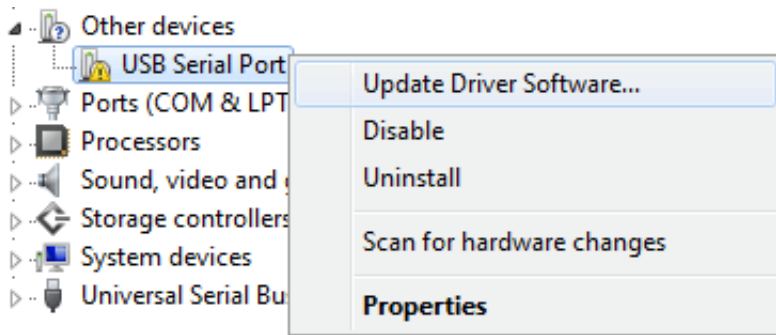 Other devices
USB Serial Port
Ports (COM & LPT
Processors
Sound, video and
Storage controllers
System devices
Universal Serial Bu
Update Driver Software...
Disable
Uninstall
Scan for hardware changes
Properties